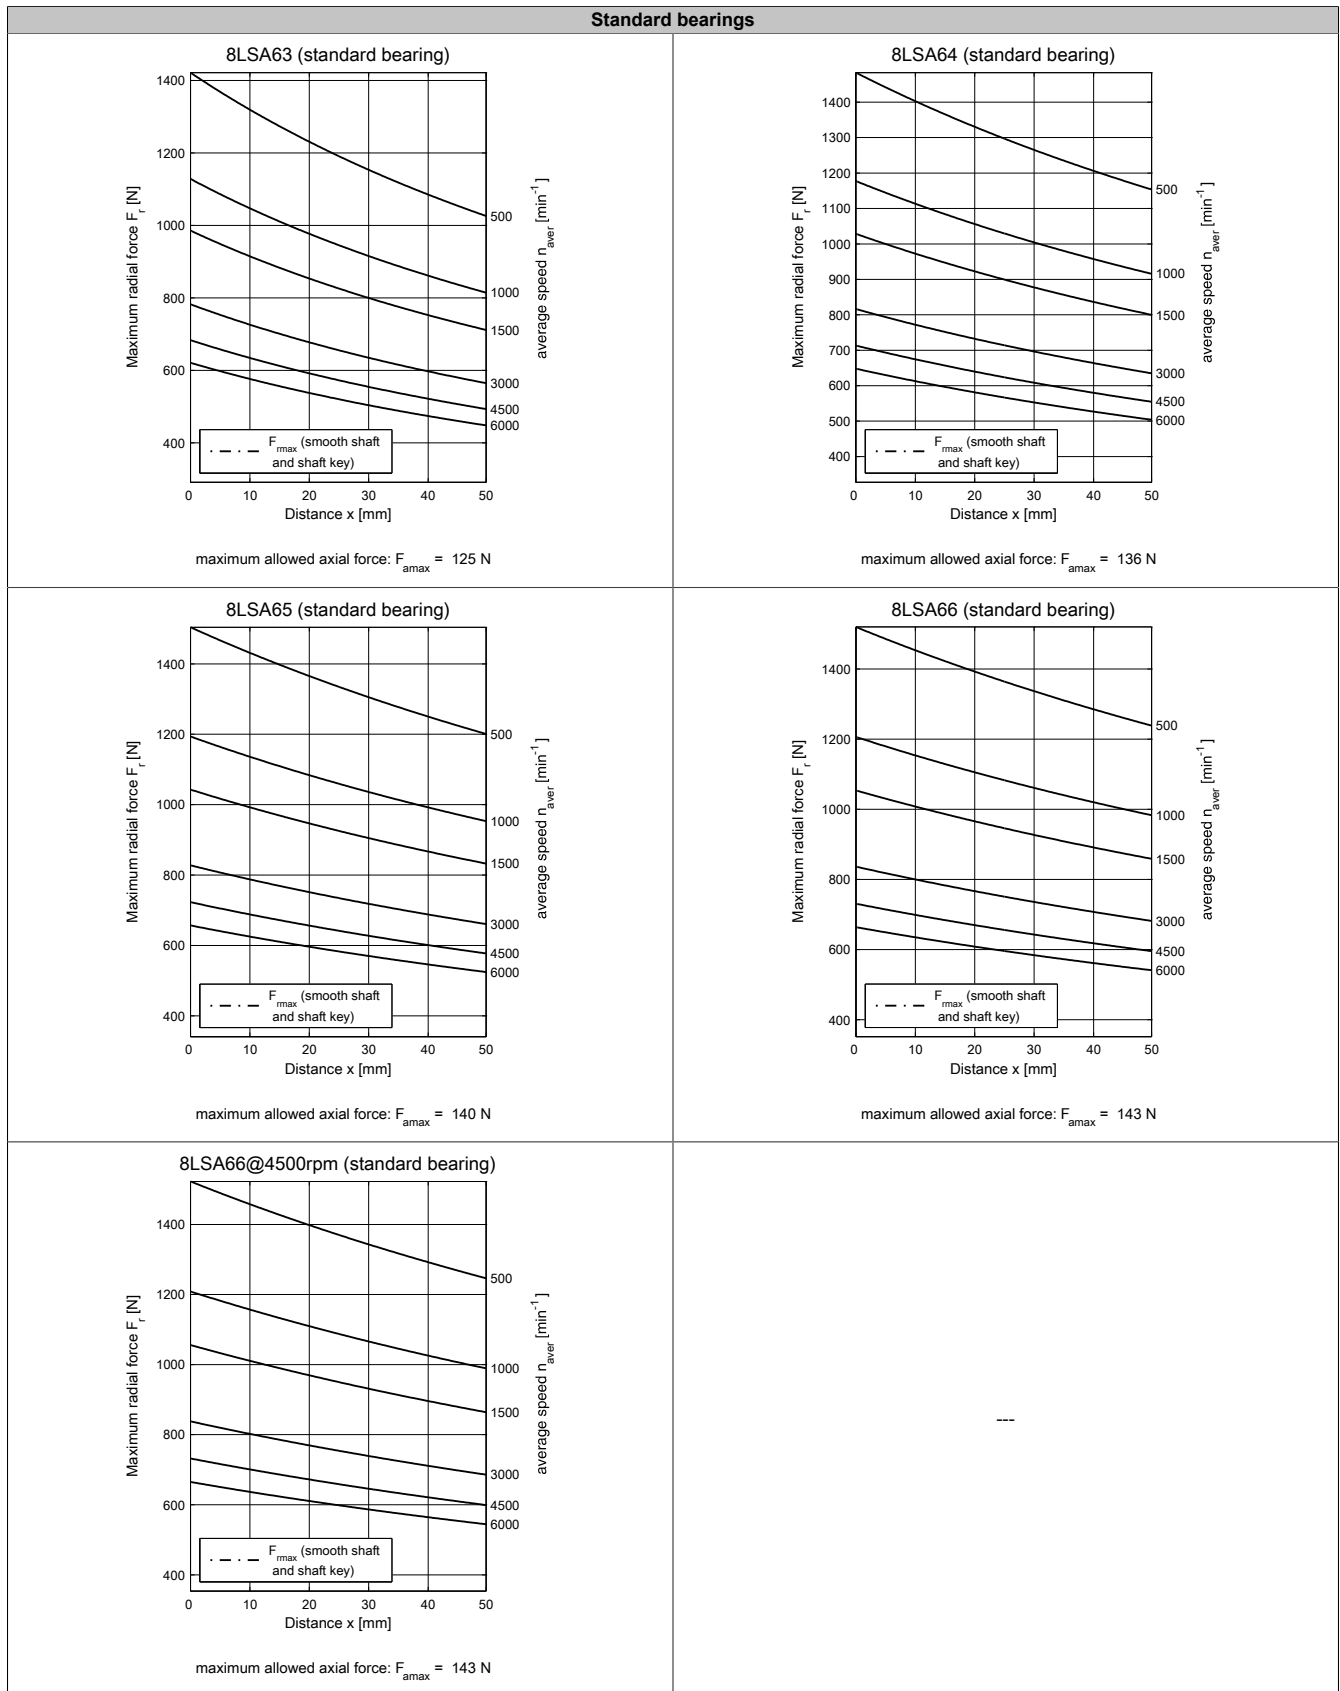 Standard bearings
8LSA63 (standard bearing)
1400
1200
1000
800
600
400
Maximum radial force F_r [N]
500
1000
1500
3000
4500
6000
average speed n_aver [min^-1]
F_rmax (smooth shaft
and shaft key)
0 10 20 30 40 50
Distance x [mm]
maximum allowed axial force: F_amax = 125 N
8LSA64 (standard bearing)
1400
1300
1200
1100
1000
900
800
700
600
500
400
Maximum radial force F_r [N]
500
1000
1500
3000
4500
6000
average speed n_aver [min^-1]
F_rmax (smooth shaft
and shaft key)
0 10 20 30 40 50
Distance x [mm]
maximum allowed axial force: F_amax = 136 N
8LSA65 (standard bearing)
1400
1200
1000
800
600
400
Maximum radial force F_r [N]
500
1000
1500
3000
4500
6000
average speed n_aver [min^-1]
F_rmax (smooth shaft
and shaft key)
0 10 20 30 40 50
Distance x [mm]
maximum allowed axial force: F_amax = 140 N
8LSA66 (standard bearing)
1400
1200
1000
800
600
400
Maximum radial force F_r [N]
500
1000
1500
3000
4500
6000
average speed n_aver [min^-1]
F_rmax (smooth shaft
and shaft key)
0 10 20 30 40 50
Distance x [mm]
maximum allowed axial force: F_amax = 143 N
8LSA66@4500rpm (standard bearing)
1400
1200
1000
800
600
400
Maximum radial force F_r [N]
500
1000
1500
3000
4500
6000
average speed n_aver [min^-1]
F_rmax (smooth shaft
and shaft key)
0 10 20 30 40 50
Distance x [mm]
maximum allowed axial force: F_amax = 143 N
---